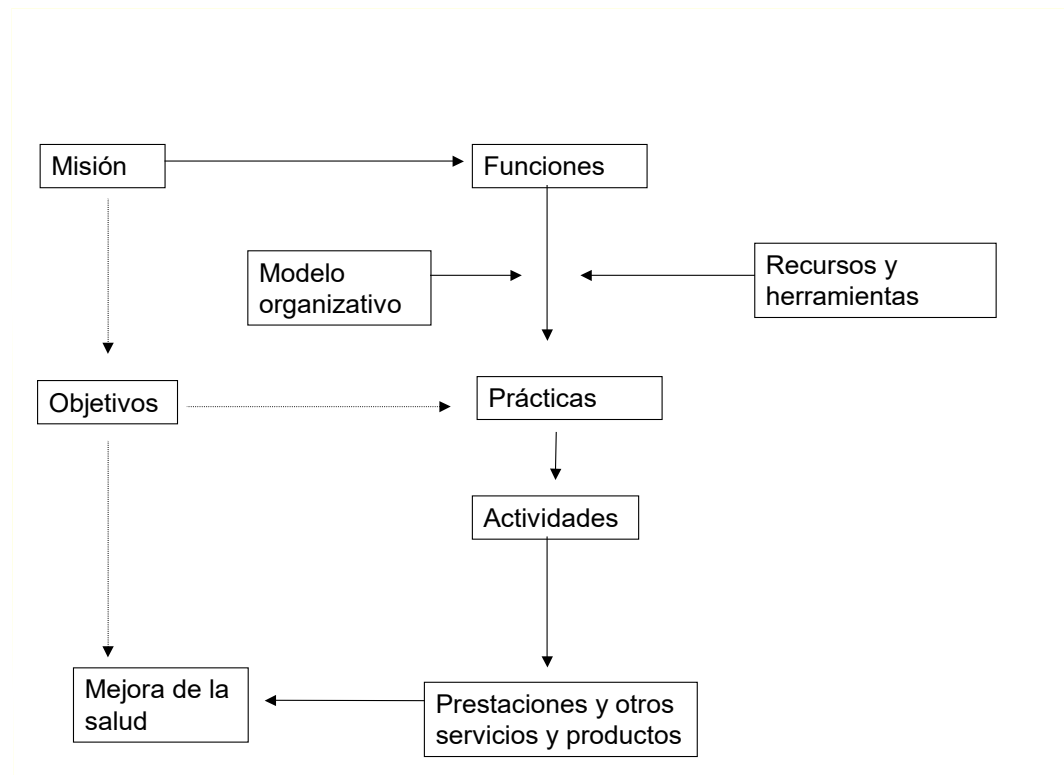 Misión
Funciones
Modelo
organizativo
Recursos y
herramientas
Objetivos
Prácticas
Actividades
Mejora de la
salud
Prestaciones y otros
servicios y productos